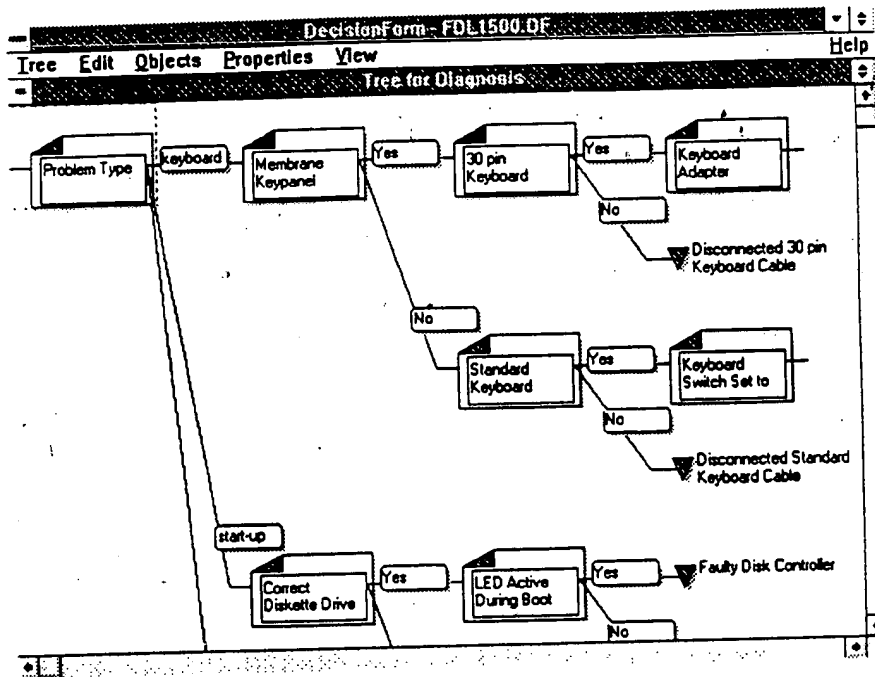 DecisionForm - FDL1500.DF
Tree Edit Objects Properties View Help
Tree for Diagnosis
Problem Type
keyboard
Membrane
Keypanel
Yes
30 pin
Keyboard
Yes
Keyboard
Adapter
No
Disconnected 30 pin
Keyboard Cable
No
Standard
Keyboard
Yes
Keyboard
Switch Set to
No
Disconnected Standard
Keyboard Cable
start-up
Correct
Diskette Drive
Yes
LED Active
During Boot
Yes
Faulty Disk Controller
No